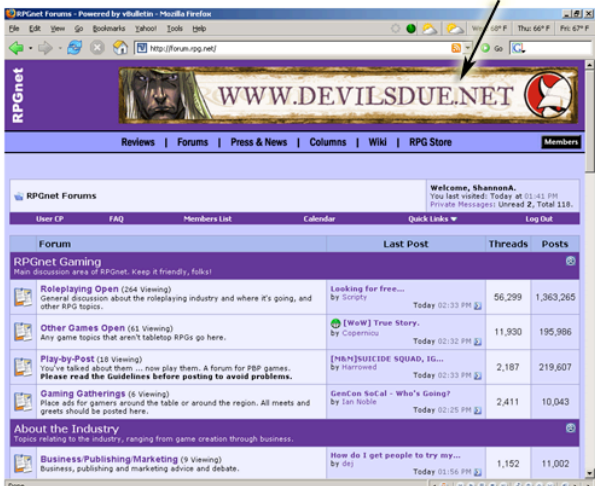 RPGnet Forums - Powered by vBulletin - Mozilla Firefox
File Edit View Go Bookmarks Yahoo! Tools Help
Wed: 68° F Thu: 66° F Fri: 67° F
http://forum.rpg.net/
Go
RPGnet
WWW.DEVILSDUE.NET
Reviews | Forums | Press & News | Columns | Wiki | RPG Store
Members
RPGnet Forums
Welcome, ShannonA.
You last visited: Today at 01:41 PM
Private Messages: Unread 2, Total 118.
User CP FAQ Members List Calendar Quick Links Log Out
Forum Last Post Threads Posts
RPGnet Gaming
Main discussion area of RPGnet. Keep it friendly, folks!
Roleplaying Open (264 Viewing)
General discussion about the roleplaying industry and where it's going, and
other RPG topics.
Looking for free...
by Scripty
Today 02:33 PM
56,299 1,363,265
Other Games Open (61 Viewing)
Any game topics that aren't tabletop RPGs go here.
[WoW] True Story.
by Copernicu
Today 02:32 PM
11,930 195,986
Play-by-Post (18 Viewing)
You've talked about them ... now play them. A forum for PBP games.
Please read the Guidelines before posting to avoid problems.
[M&M]SUICIDE SQUAD, IG...
by Harrowed
Today 02:33 PM
2,187 219,607
Gaming Gatherings (6 Viewing)
Place ads for gamers around the table or around the region. All meets and
greets should be posted here.
GenCon SoCal - Who's Going?
by Ian Noble
Today 02:25 PM
2,411 10,043
About the Industry
Topics relating to the industry, ranging from game creation through business.
Business/Publishing/Marketing (9 Viewing)
Business, publishing and marketing advice and debate.
How do I get people to try my...
by dej
Today 01:56 PM
1,152 11,002
Done